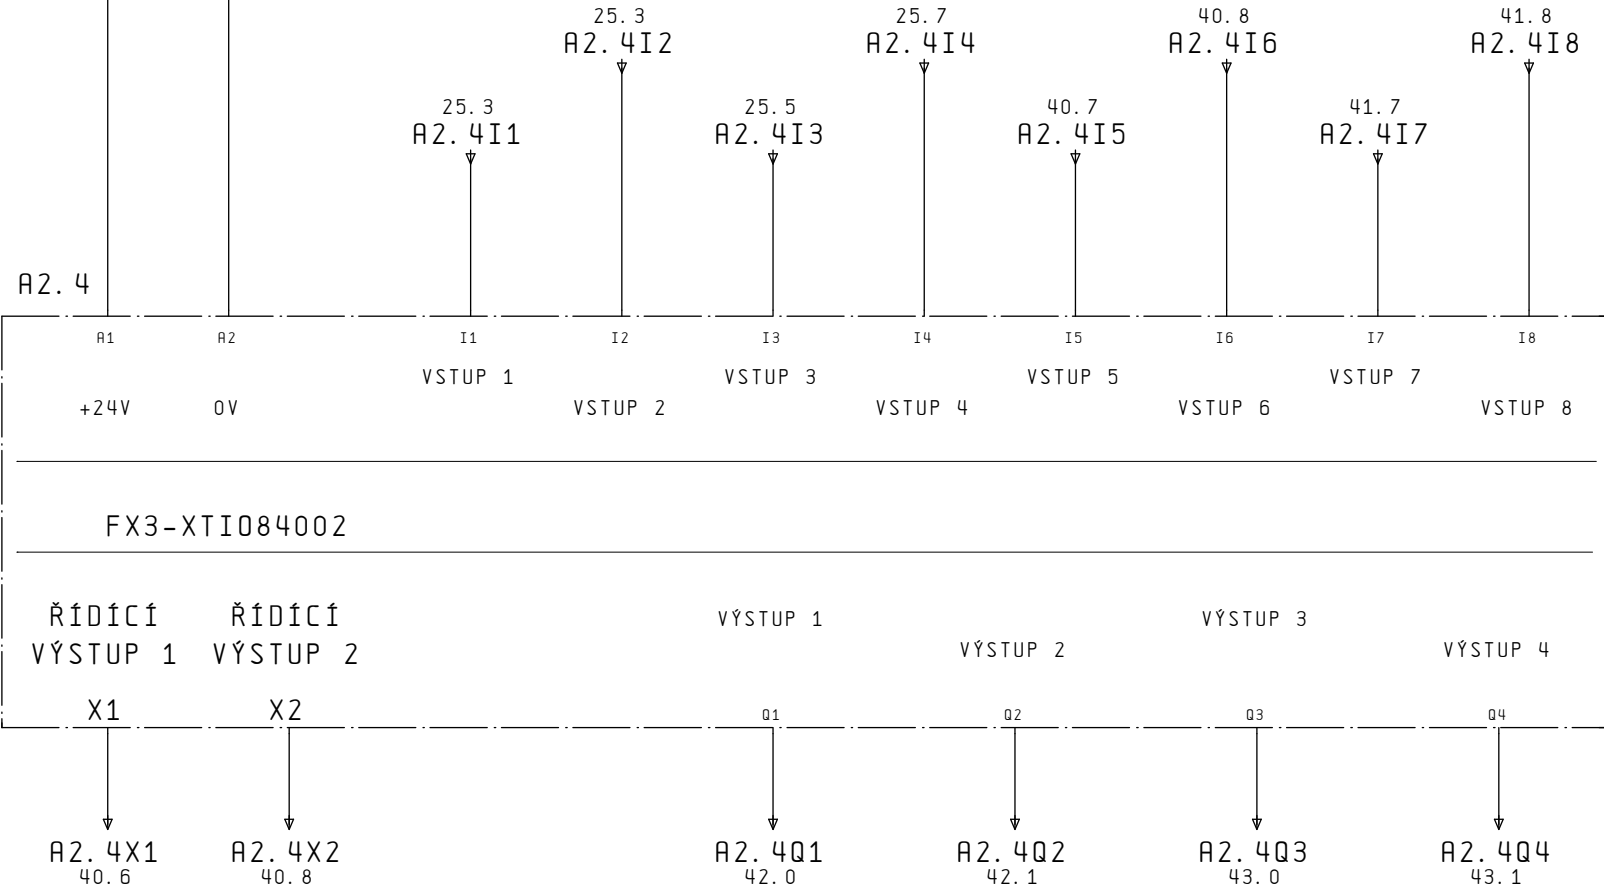 25.3 25.7 40.8 41.8
A2.4I2 A2.4I4 A2.4I6 A2.4I8
25.3 25.5 40.7 41.7
A2.4I1 A2.4I3 A2.4I5 A2.4I7
A2.4
A1 A2 I1 I2 I3 I4 I5 I6 I7 I8
VSTUP 1 VSTUP 3 VSTUP 5 VSTUP 7
+24V 0V VSTUP 2 VSTUP 4 VSTUP 6 VSTUP 8
FX3-XTIO84002
ŘÍDÍCÍ ŘÍDÍCÍ VÝSTUP 1 VÝSTUP 3
VÝSTUP 1 VÝSTUP 2 VÝSTUP 2 VÝSTUP 4
X1 X2 Q1 Q2 Q3 Q4
A2.4X1 A2.4X2 A2.4Q1 A2.4Q2 A2.4Q3 A2.4Q4
40.6 40.8 42.0 42.1 43.0 43.1